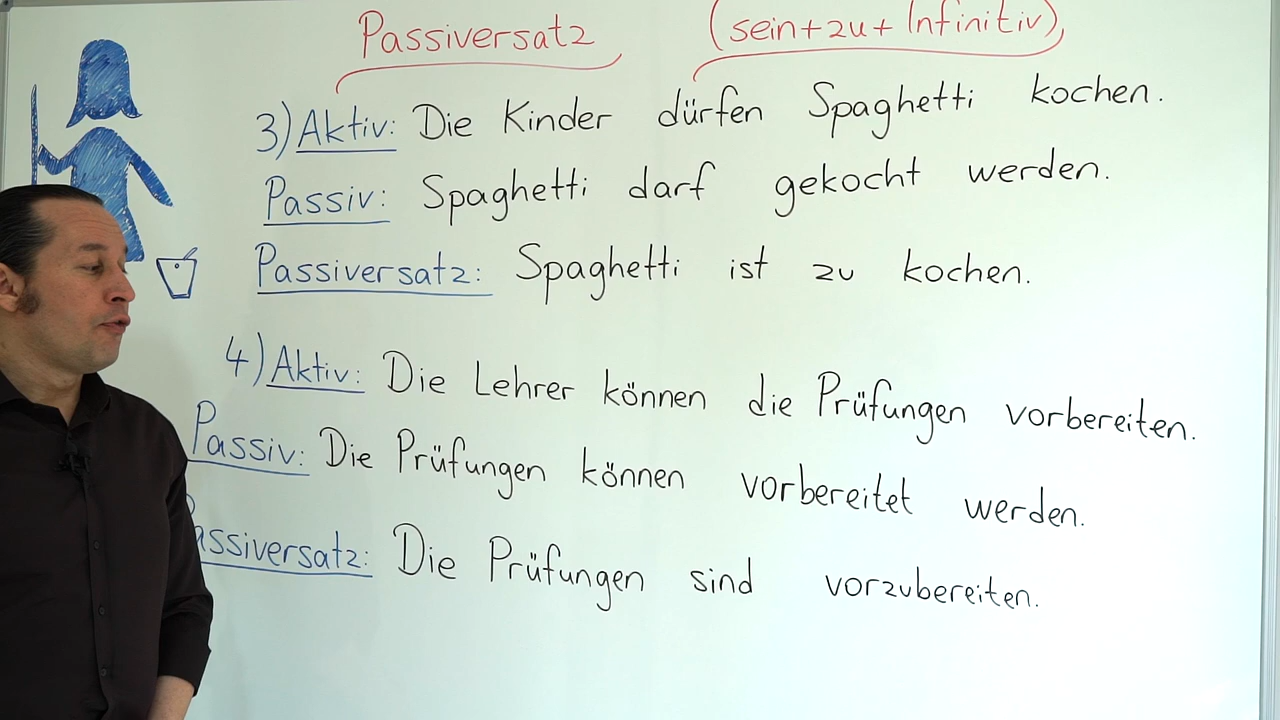 Passiversatz (sein+zu+Infinitiv)
3) Aktiv: Die Kinder dürfen Spaghetti kochen.
Passiv: Spaghetti darf gekocht werden.
Passiversatz: Spaghetti ist zu kochen.
4) Aktiv: Die Lehrer können die Prüfungen vorbereiten.
Passiv: Die Prüfungen können vorbereitet werden.
Passiversatz: Die Prüfungen sind vorzubereiten.